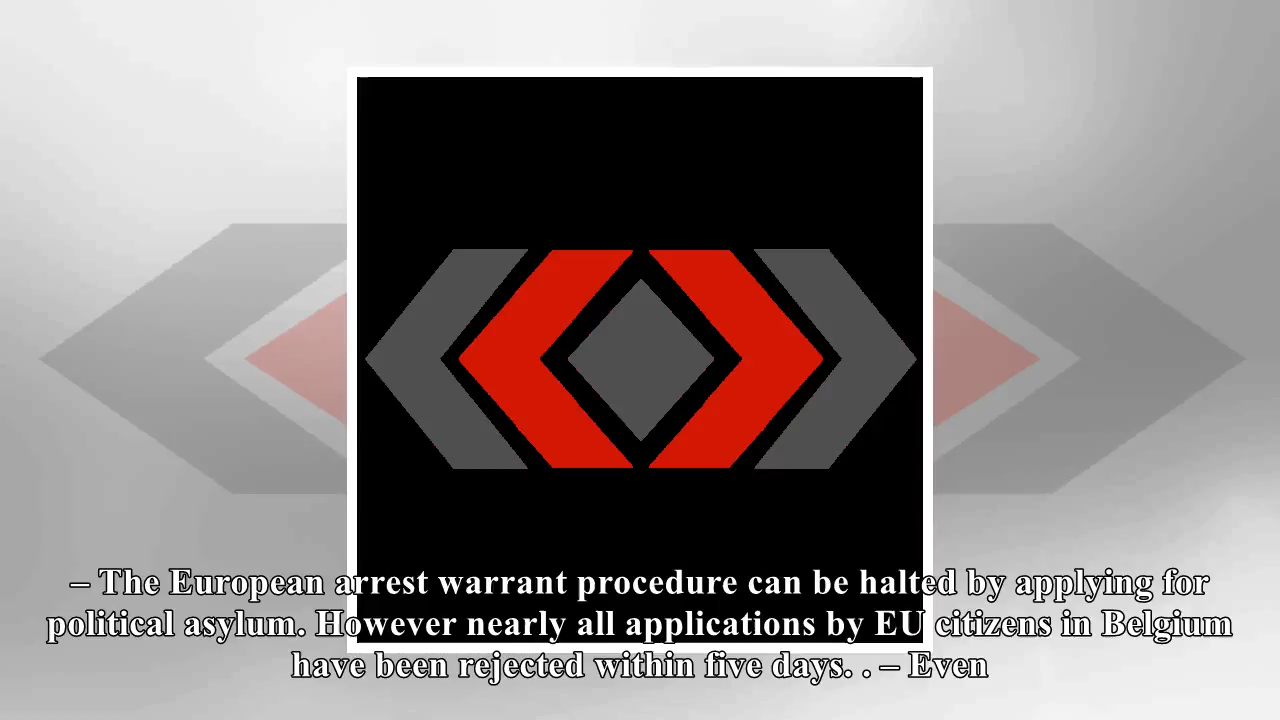 – The European arrest warrant procedure can be halted by applying for
political asylum. However nearly all applications by EU citizens in Belgium
have been rejected within five days. . – Even